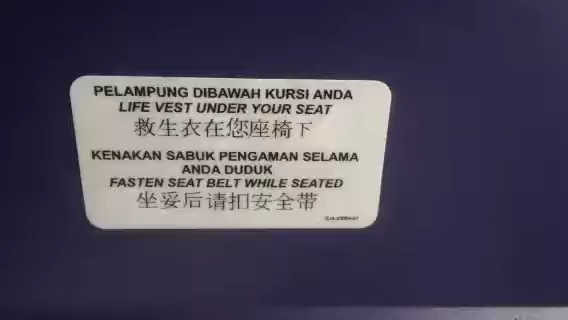 PELAMPUNG DIBAWAH KURSI ANDA
LIFE VEST UNDER YOUR SEAT
救生衣在您座椅下
KENAKAN SABUK PENGAMAN SELAMA
ANDA DUDUK
FASTEN SEAT BELT WHILE SEATED
坐妥后请扣安全带